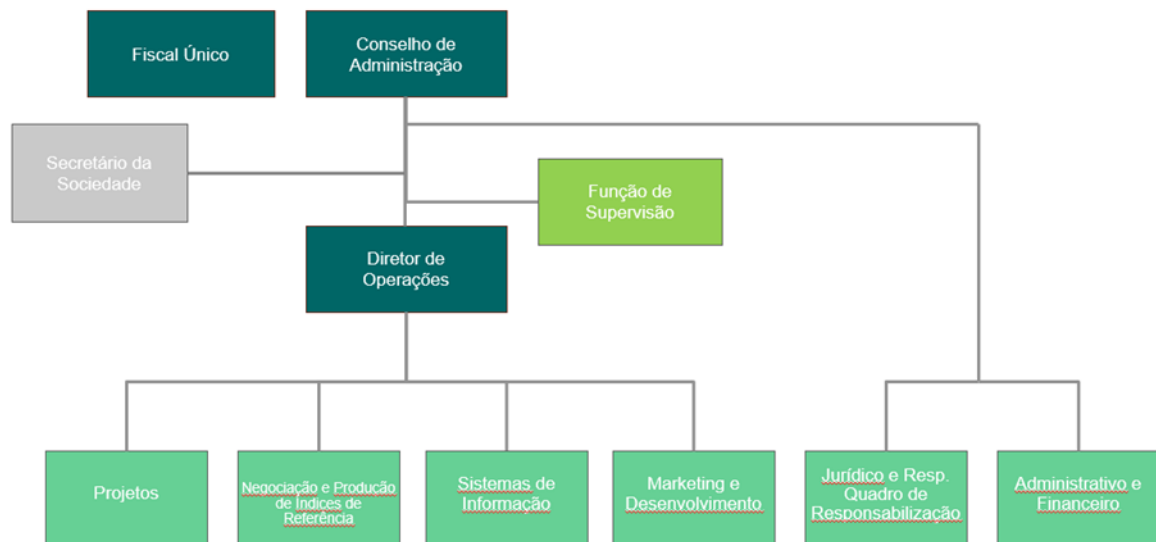 Fiscal Único
Conselho de
Administração
Secretário da
Sociedade
Função de
Supervisão
Diretor de
Operações
Projetos
Negociação e Produção
de Índices de
Referência
Sistemas de
Informação
Marketing e
Desenvolvimento
Jurídico e Resp.
Quadro de
Responsabilização
Administrativo e
Financeiro